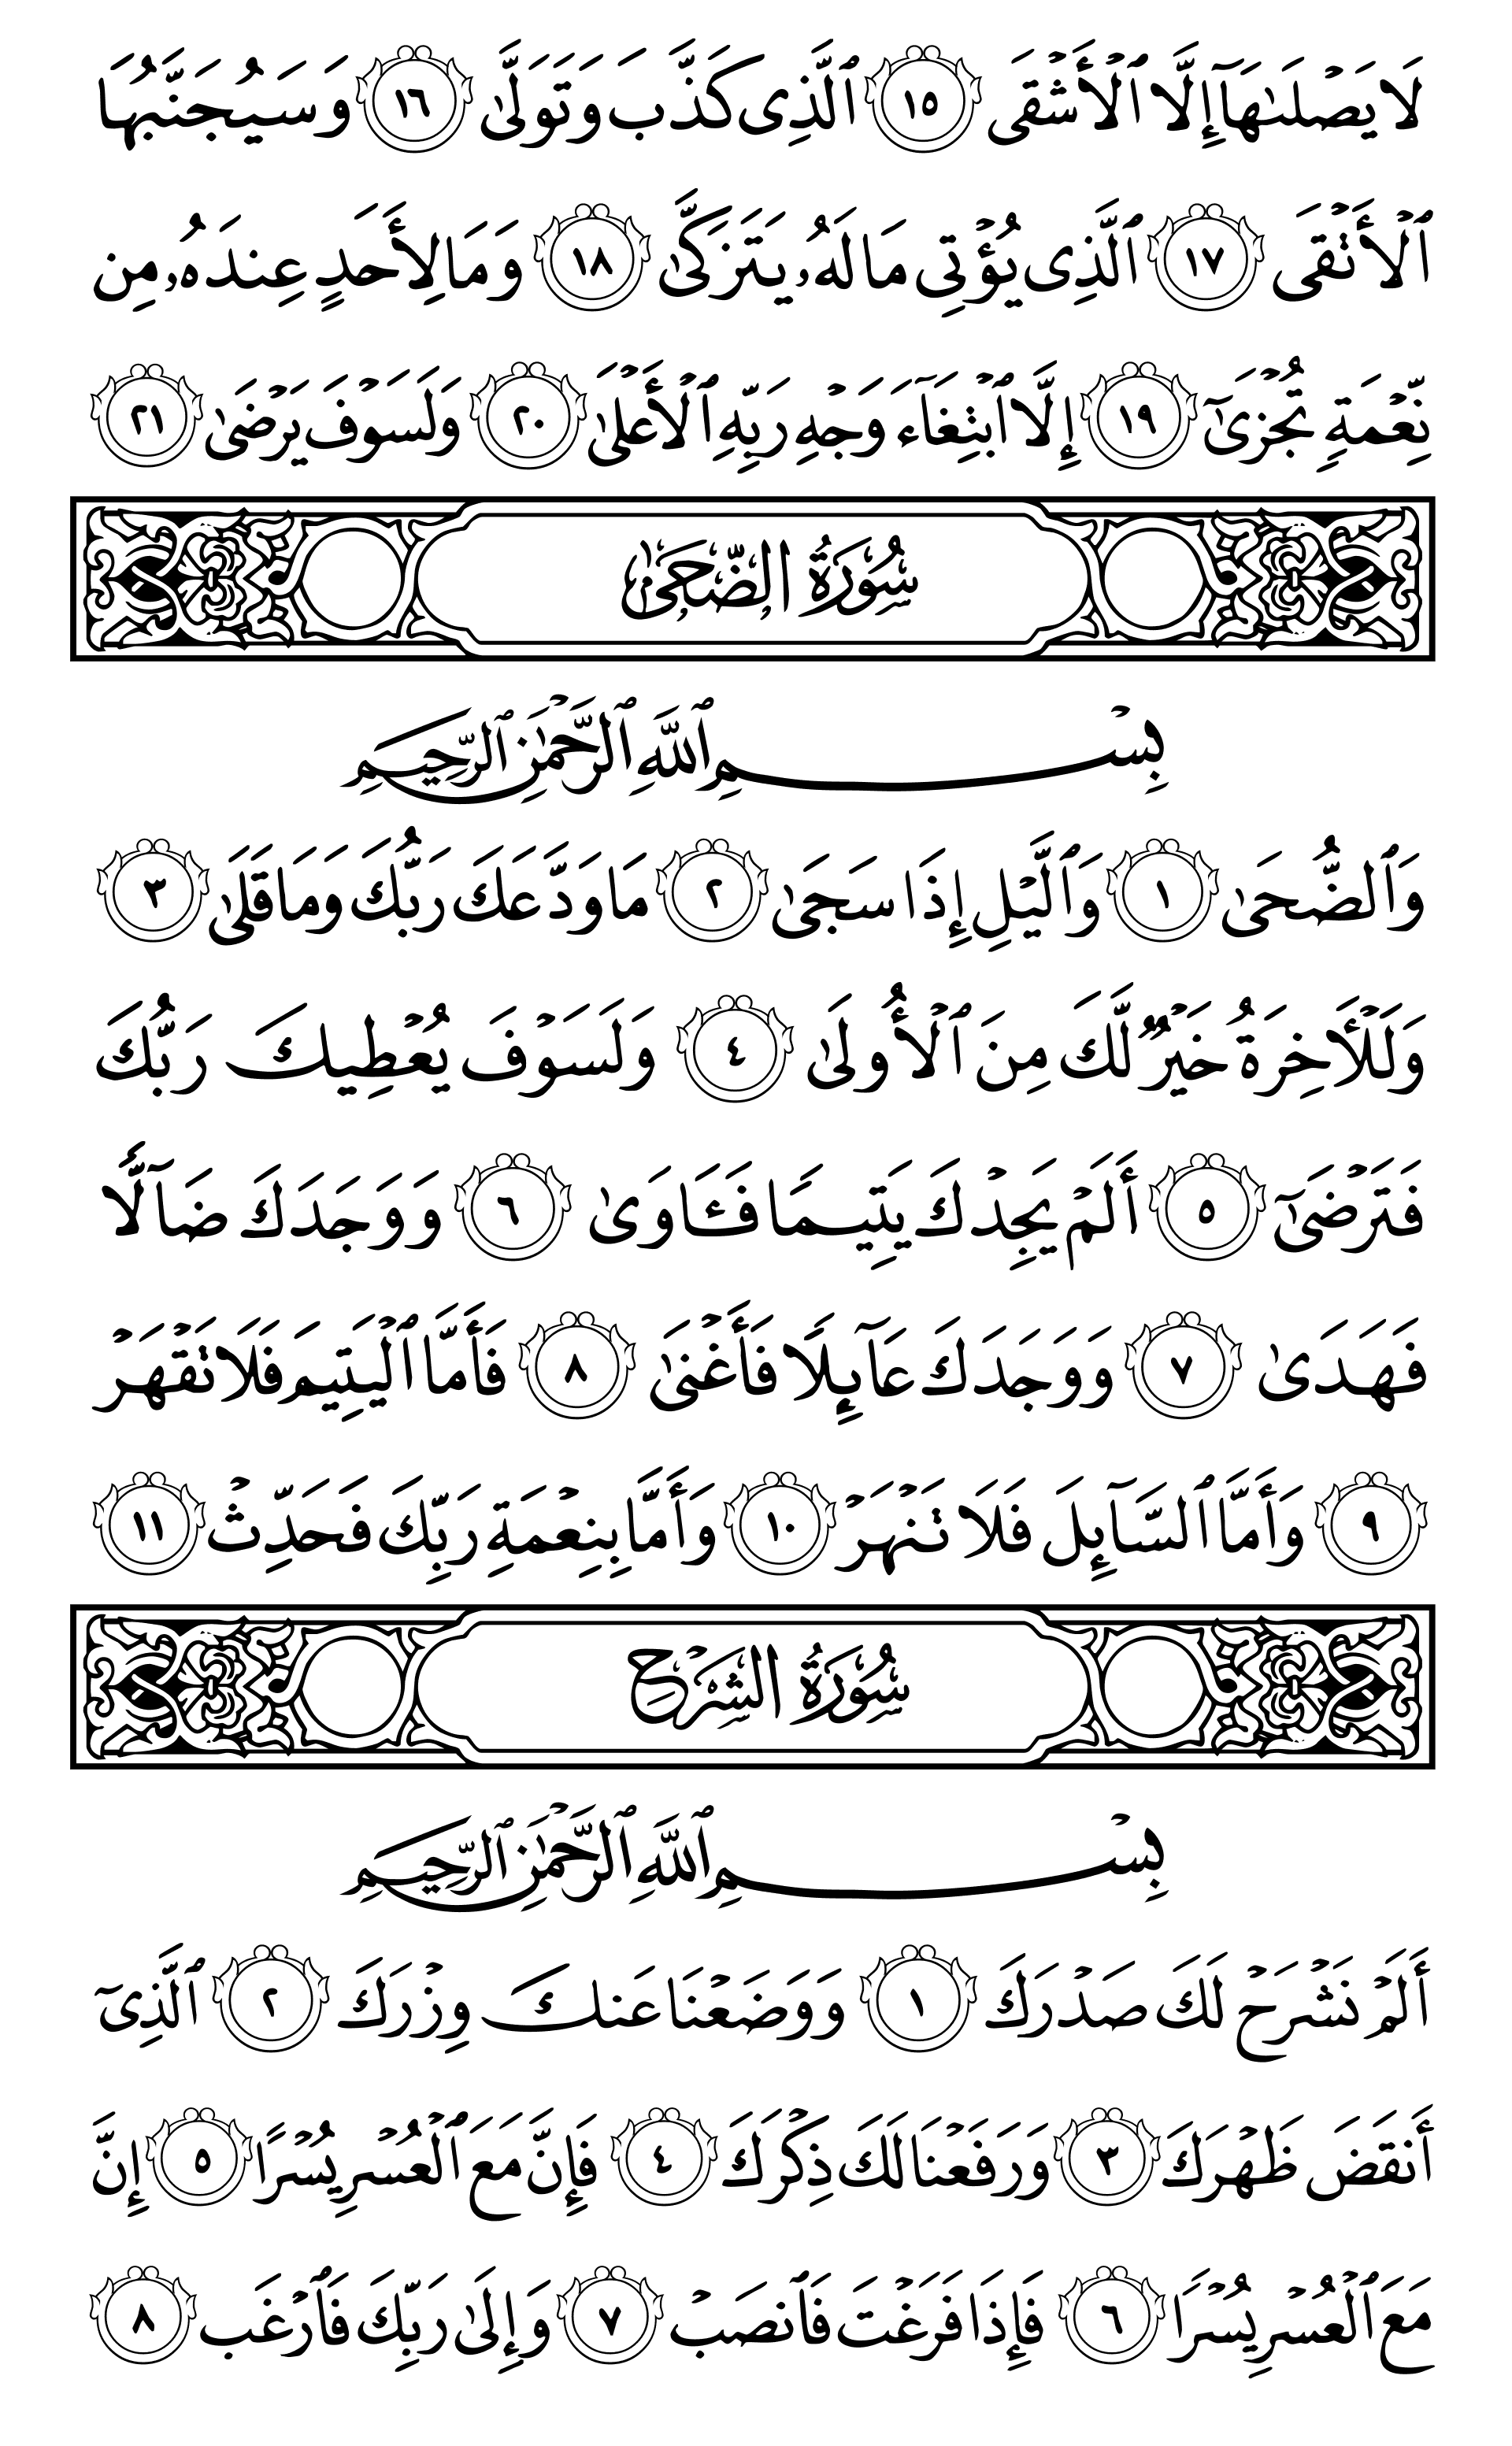 لَا يَصْلَىٰهَآ إِلَّا ٱلْأَشْقَى ١٥ ٱلَّذِى كَذَّبَ وَتَوَلَّىٰ ١٦ وَسَيُجَنَّبُهَا
ٱلْأَتْقَى ١٧ ٱلَّذِى يُؤْتِى مَالَهُۥ يَتَزَكَّىٰ ١٨ وَمَا لِأَحَدٍ عِندَهُۥ مِن
نِّعْمَةٍ تُجْزَىٰٓ ١٩ إِلَّا ٱبْتِغَآءَ وَجْهِ رَبِّهِ ٱلْأَعْلَىٰ ٢٠ وَلَسَوْفَ يَرْضَىٰ ٢١
سُورَةُ الضُّحَىٰ
بِسْمِ ٱللَّهِ ٱلرَّحْمَٰنِ ٱلرَّحِيمِ
وَٱلضُّحَىٰ ١ وَٱلَّيْلِ إِذَا سَجَىٰ ٢ مَا وَدَّعَكَ رَبُّكَ وَمَا قَلَىٰ ٣
وَلَلْـَٔاخِرَةُ خَيْرٌ لَّكَ مِنَ ٱلْأُولَىٰ ٤ وَلَسَوْفَ يُعْطِيكَ رَبُّكَ
فَتَرْضَىٰٓ ٥ أَلَمْ يَجِدْكَ يَتِيمًا فَـَٔاوَىٰ ٦ وَوَجَدَكَ ضَآلًّا
فَهَدَىٰ ٧ وَوَجَدَكَ عَآئِلًا فَأَغْنَىٰ ٨ فَأَمَّا ٱلْيَتِيمَ فَلَا تَقْهَرْ
٩ وَأَمَّا ٱلسَّآئِلَ فَلَا تَنْهَرْ ١٠ وَأَمَّا بِنِعْمَةِ رَبِّكَ فَحَدِّثْ ١١
سُورَةُ الشَّرْحِ
بِسْمِ ٱللَّهِ ٱلرَّحْمَٰنِ ٱلرَّحِيمِ
أَلَمْ نَشْرَحْ لَكَ صَدْرَكَ ١ وَوَضَعْنَا عَنكَ وِزْرَكَ ٢ ٱلَّذِىٓ
أَنقَضَ ظَهْرَكَ ٣ وَرَفَعْنَا لَكَ ذِكْرَكَ ٤ فَإِنَّ مَعَ ٱلْعُسْرِ يُسْرًا ٥ إِنَّ
مَعَ ٱلْعُسْرِ يُسْرًا ٦ فَإِذَا فَرَغْتَ فَٱنصَبْ ٧ وَإِلَىٰ رَبِّكَ فَٱرْغَب ٨